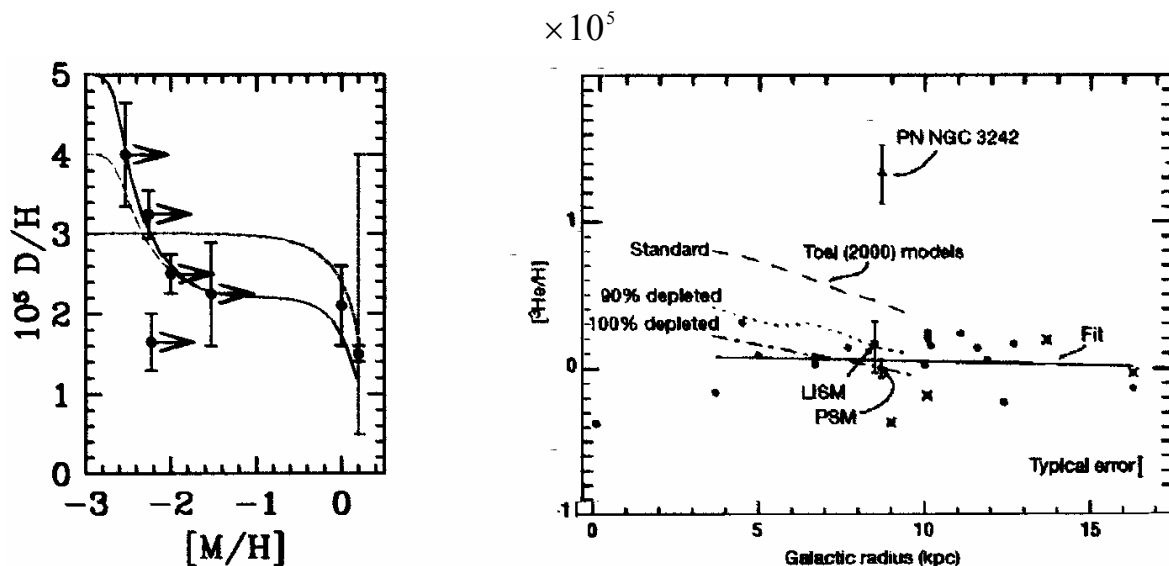 ×10⁵
5
4
3
2
1
0
10⁵ D/H
-3 -2 -1 0
[M/H]
PN NGC 3242
1
Standard
Tosi (2000) models
90% depleted
100% depleted
[³He/H]
Fit
0
LISM
PSM
Typical error
-1
0 5 10 15
Galactic radius (kpc)